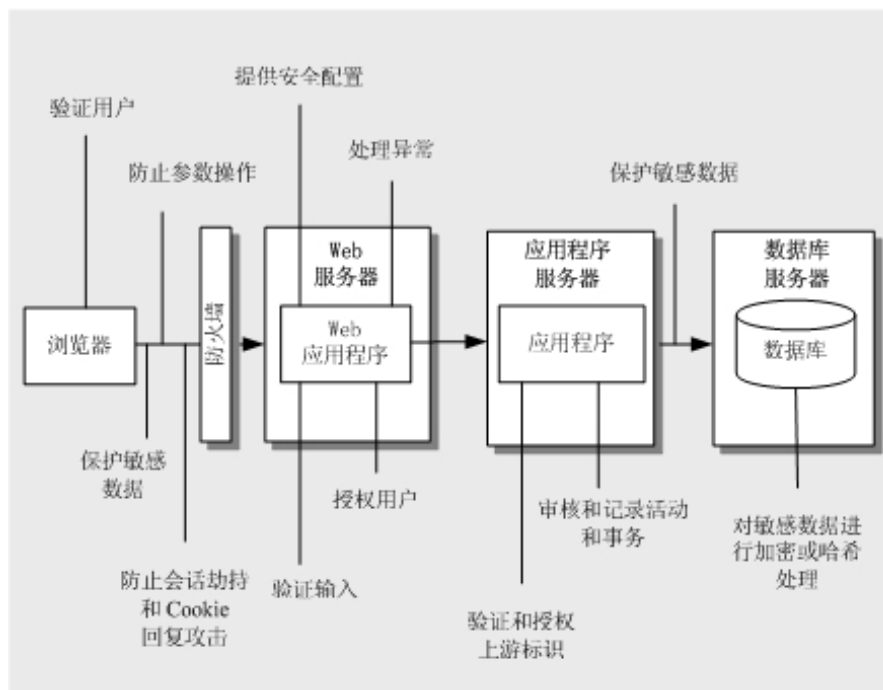 提供安全配置
验证用户
处理异常
防止参数操作
保护敏感数据
Web
服务器
应用程序
服务器
数据库
服务器
浏览器
防火墙
Web
应用程序
应用程序
数据库
保护敏感
数据
授权用户
审核和记录活动
和事务
对敏感数据进
行加密或哈希
处理
防止会话劫持
和 Cookie
回复攻击
验证输入
验证和授权
上游标识